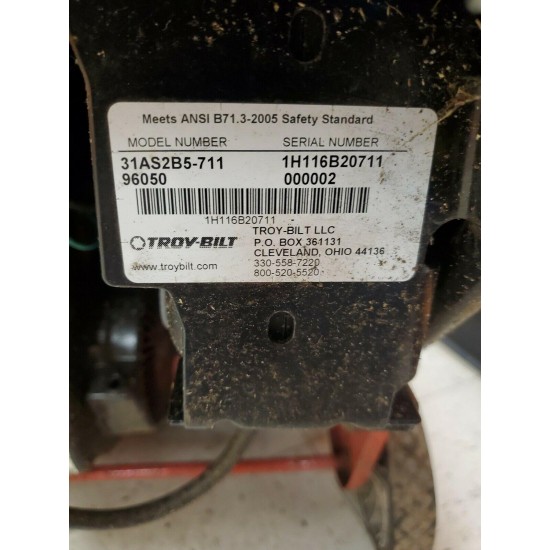 Meets ANSI B71.3-2005 Safety Standard
MODEL NUMBER SERIAL NUMBER
31AS2B5-711 1H116B20711
96050 000002
1H116B20711
TROY-BILT
www.troybilt.com
TROY-BILT LLC
P.O. BOX 361131
CLEVELAND, OHIO 44136
330-558-7220
800-520-5520